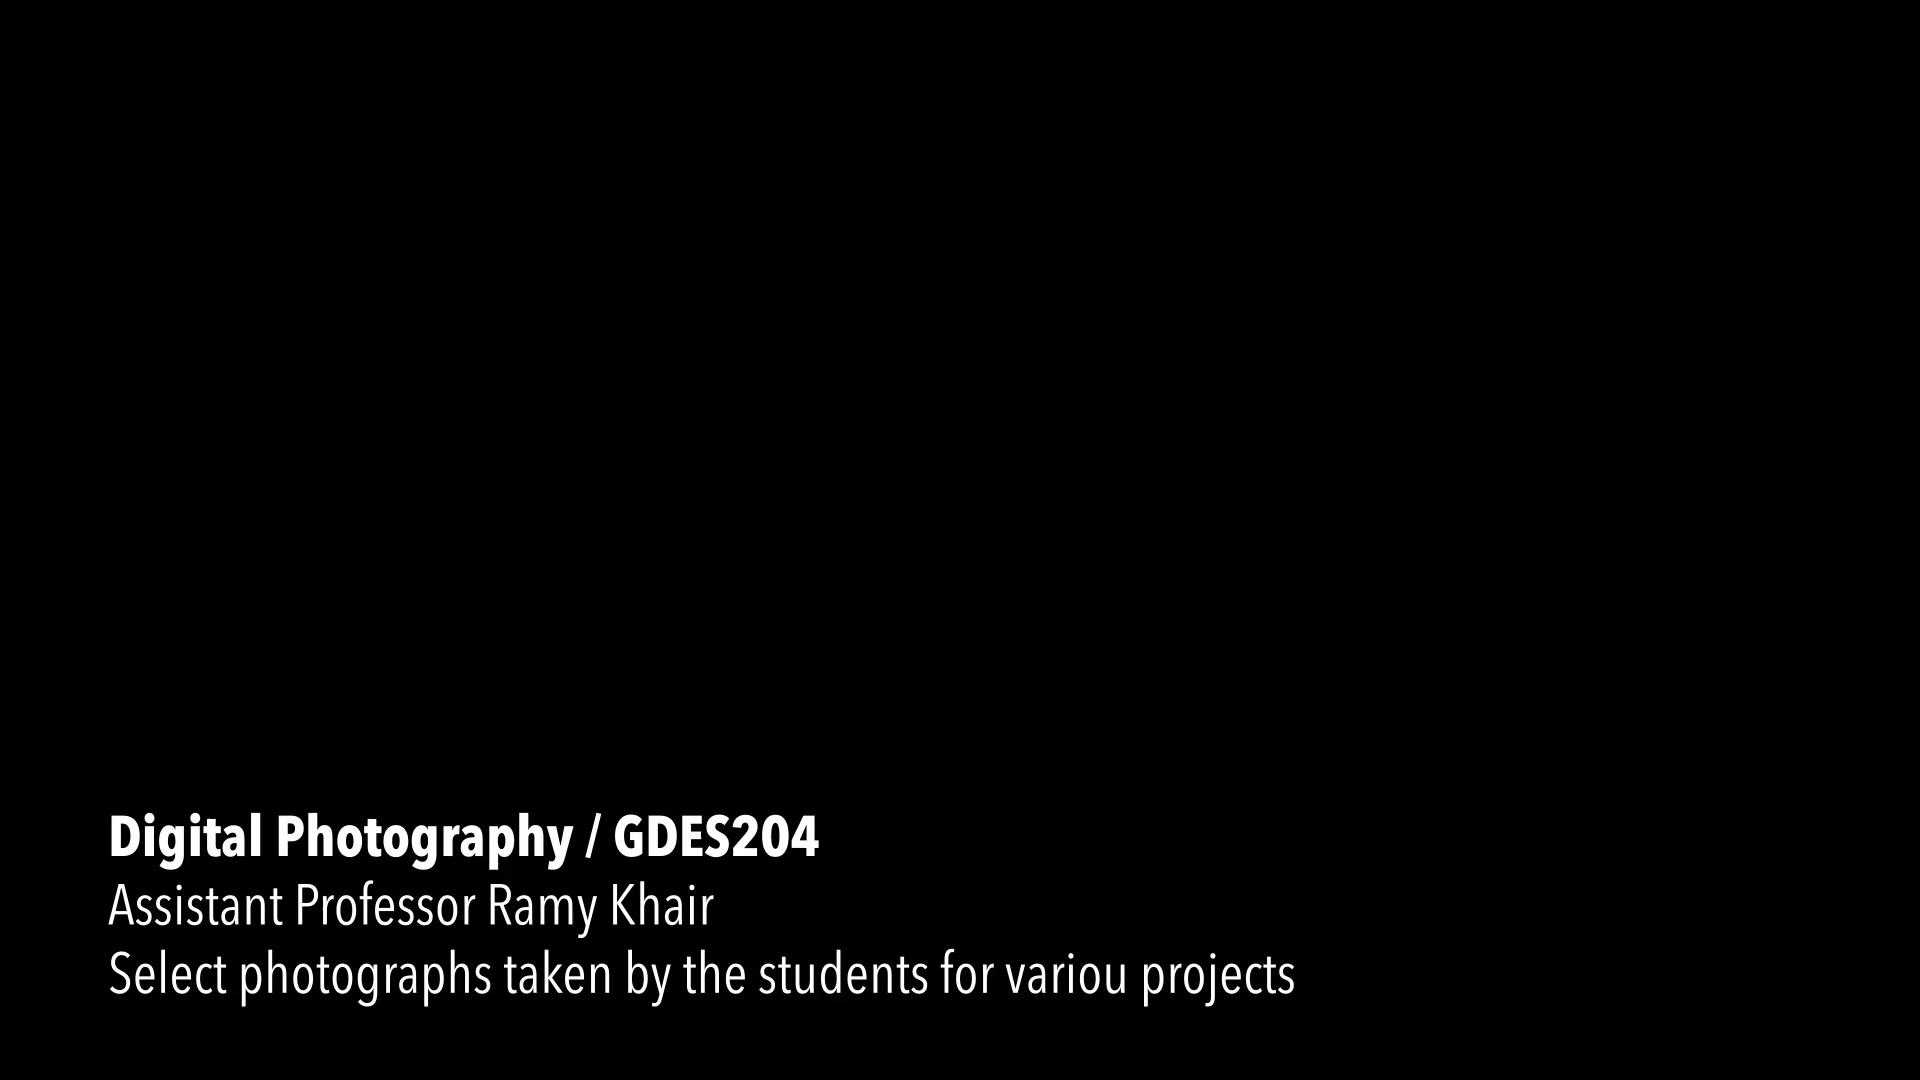 Digital Photography / GDES204
Assistant Professor Ramy Khair
Select photographs taken by the students for variou projects